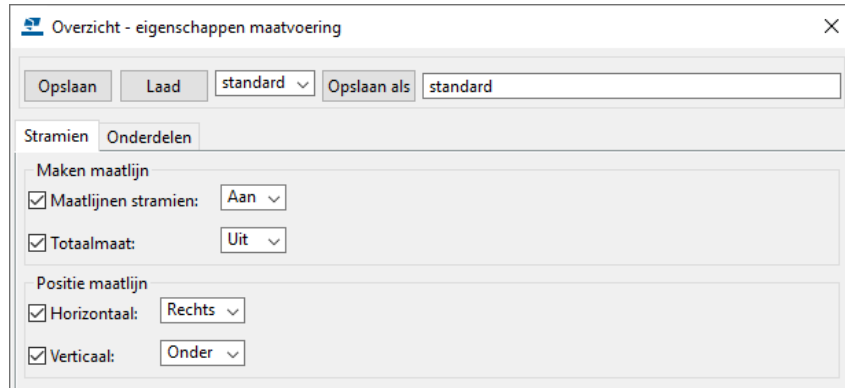 Overzicht - eigenschappen maatvoering
Opslaan Laad standard Opslaan als standard
Stramien Onderdelen
Maken maatlijn
Maatlijnen stramien: Aan
Totaalmaat: Uit
Positie maatlijn
Horizontaal: Rechts
Verticaal: Onder